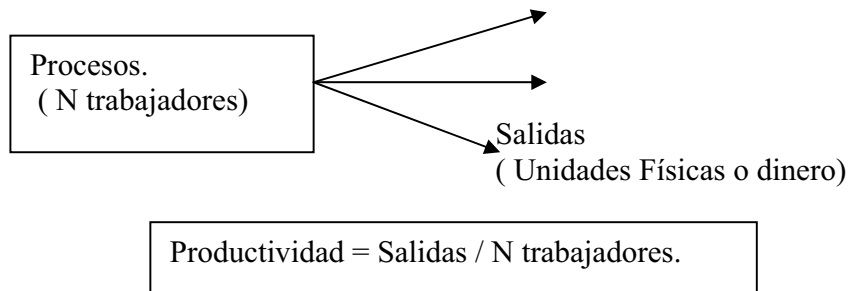 Procesos.
( N trabajadores)
Salidas
( Unidades Físicas o dinero)
Productividad = Salidas / N trabajadores.